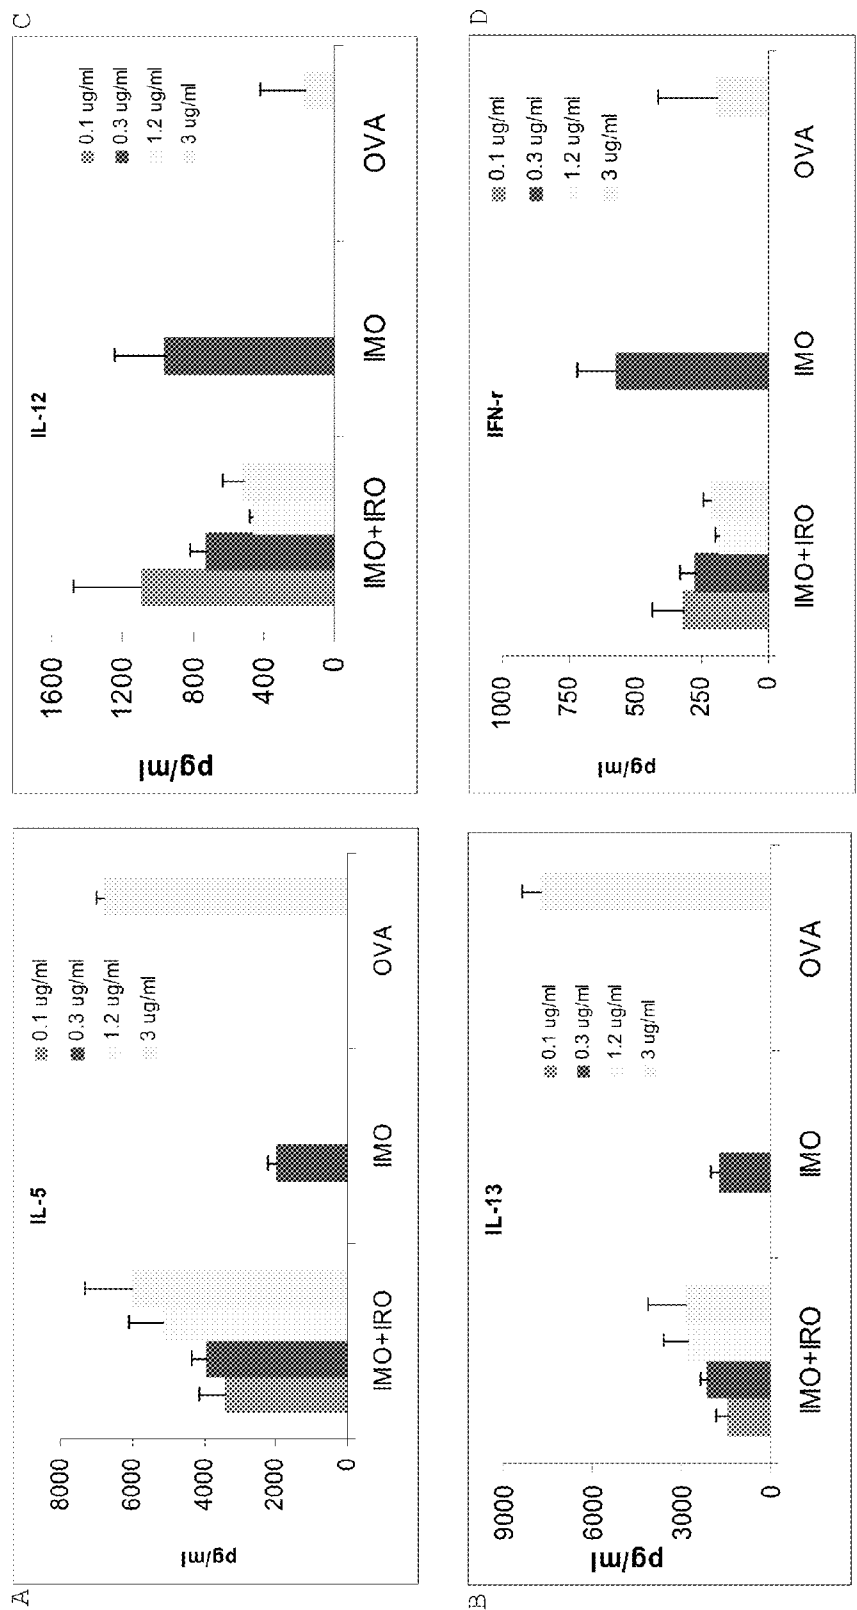 A
IL-5
8000
6000
4000
2000
0
pg/ml
0.1 ug/ml
0.3 ug/ml
1.2 ug/ml
3 ug/ml
IMO+IRO
IMO
OVA
C
IL-12
1600
1200
800
400
0
pg/ml
0.1 ug/ml
0.3 ug/ml
1.2 ug/ml
3 ug/ml
IMO+IRO
IMO
OVA
B
IL-13
9000
6000
3000
0
pg/ml
0.1 ug/ml
0.3 ug/ml
1.2 ug/ml
3 ug/ml
IMO+IRO
IMO
OVA
D
IFN-r
1000
750
500
250
0
pg/ml
0.1 ug/ml
0.3 ug/ml
1.2 ug/ml
3 ug/ml
IMO+IRO
IMO
OVA